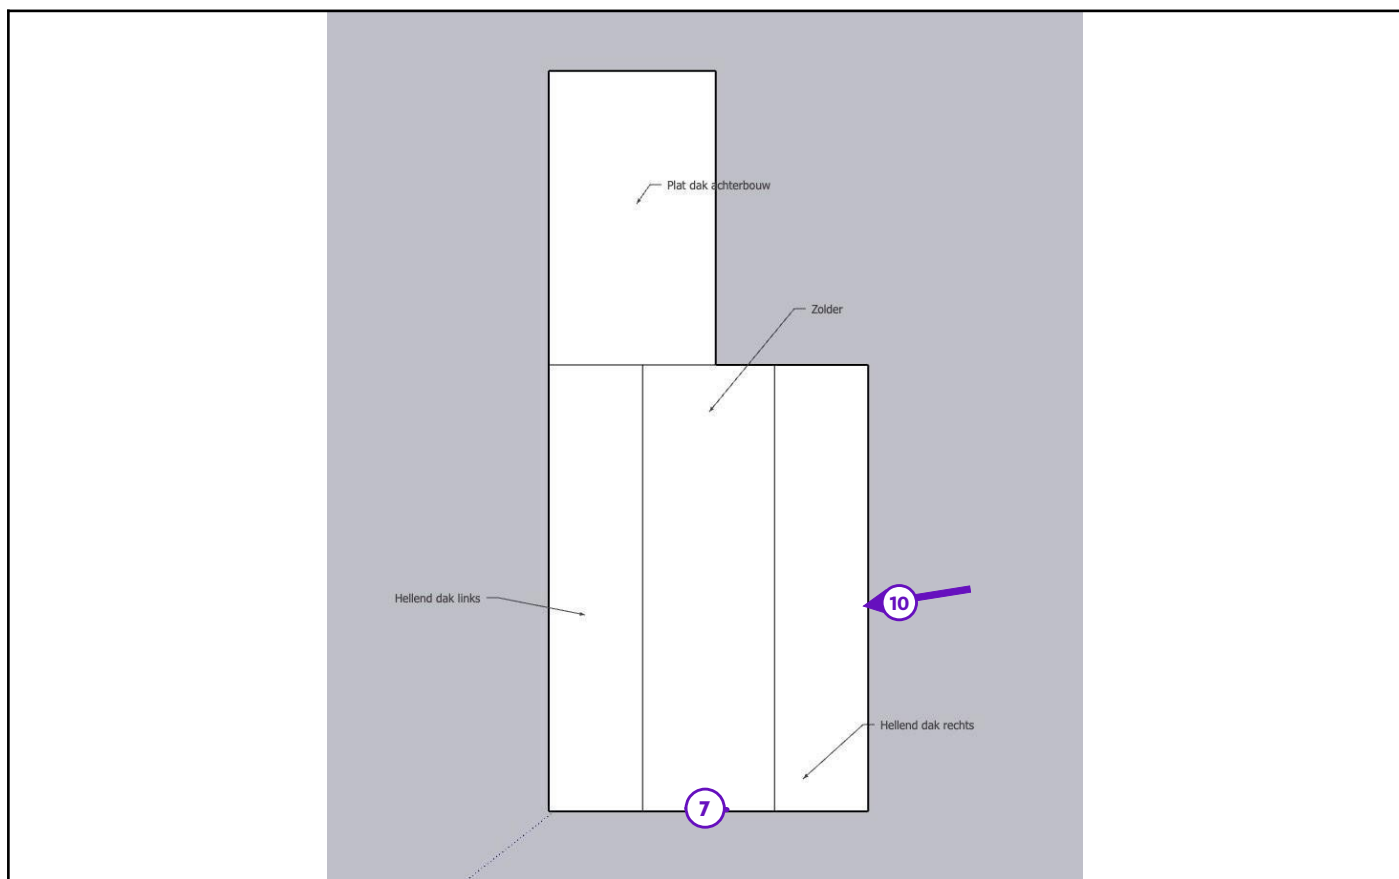 Plat dak achterbouw
Zolder
Hellend dak links
10
Hellend dak rechts
7